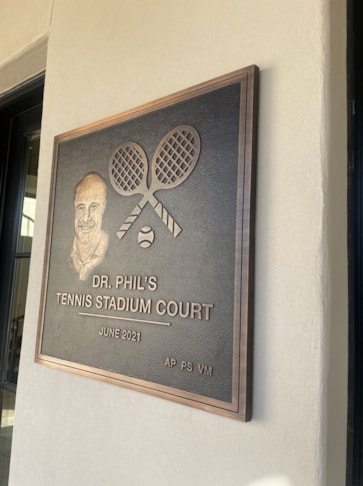 DR. PHIL'S
TENNIS STADIUM COURT
JUNE 2021
AP PS VM